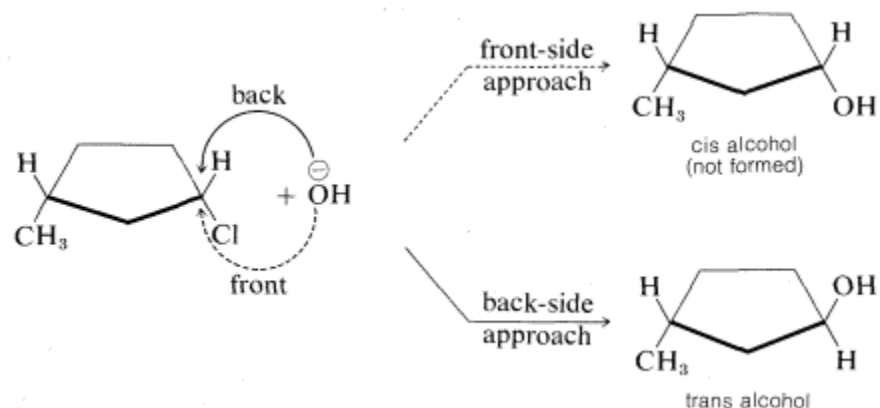 back
H
H
⊖
+ OH
CH₃
Cl
front
front-side
approach
H
H
CH₃
OH
cis alcohol
(not formed)
back-side
approach
H
OH
CH₃
H
trans alcohol